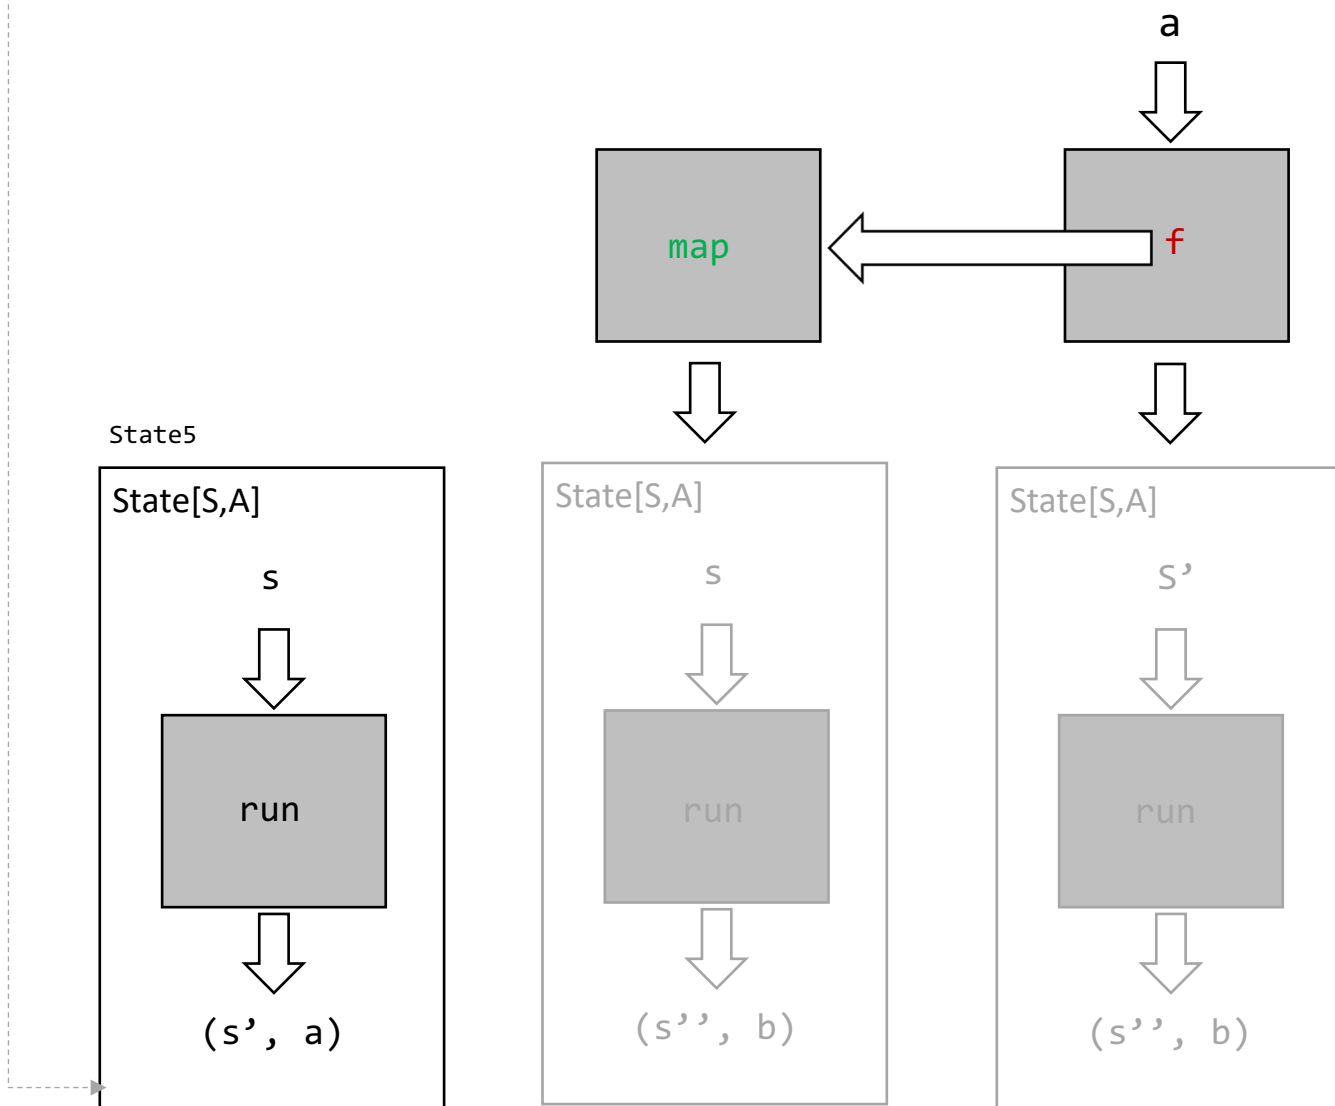 a
map
f
State5
State[S,A]
State[S,A]
State[S,A]
s
s
S’
run
run
run
(s’, a)
(s’’, b)
(s’’, b)